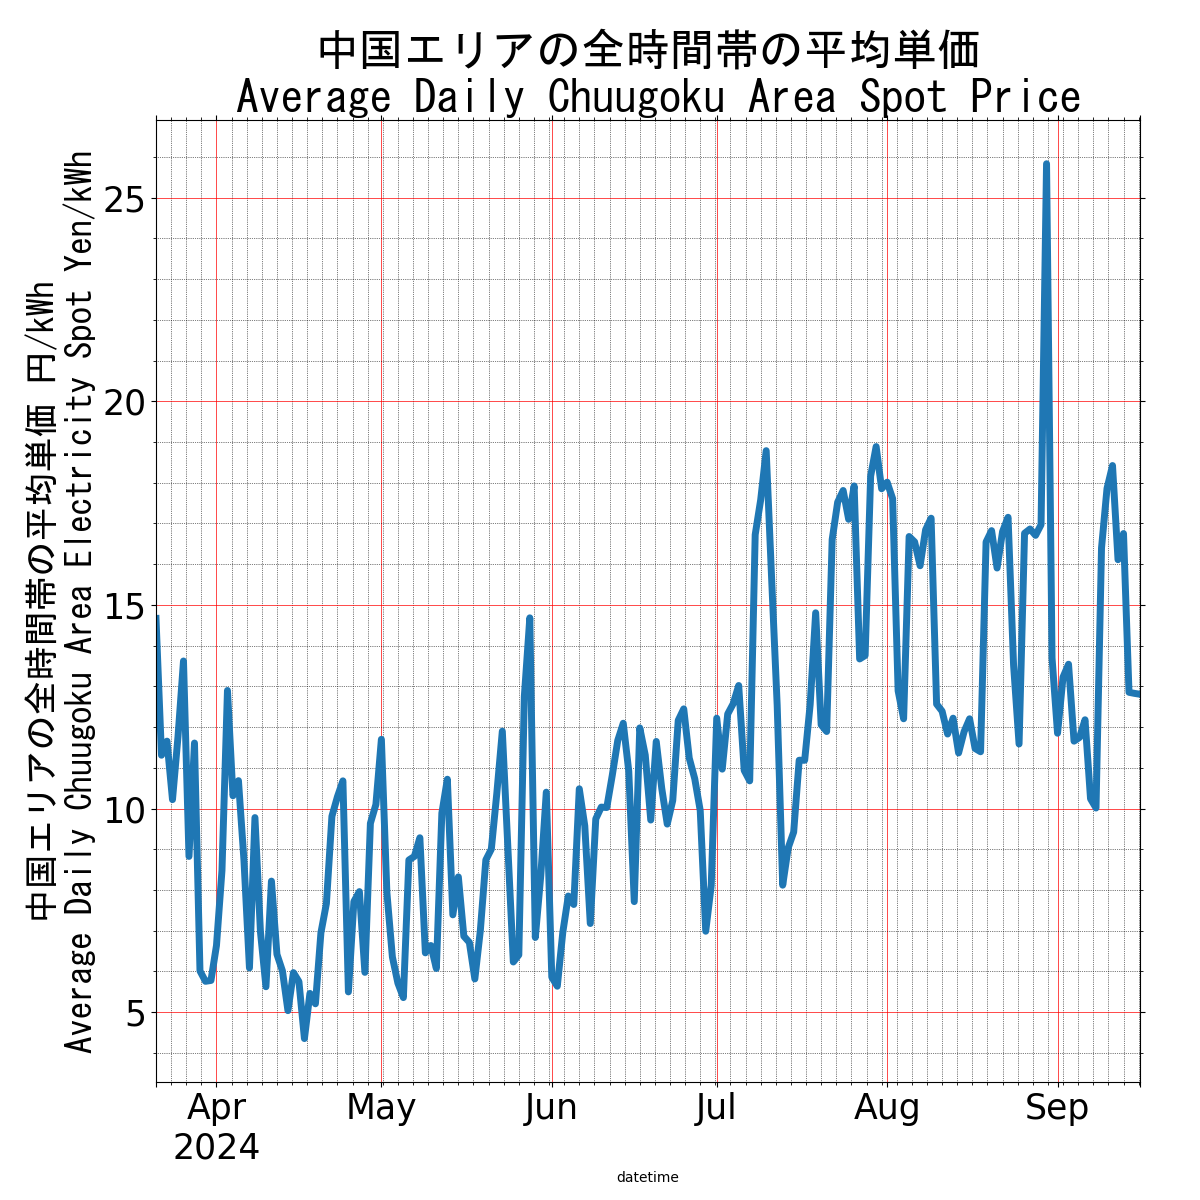 中国エリアの全時間帯の平均単価
Average Daily Chuugoku Area Spot Price
中国エリアの全時間帯の平均単価 円/kWh
Average Daily Chuugoku Area Electricity Spot Yen/kWh
25
20
15
10
5
Apr May Jun Jul Aug Sep
2024
datetime